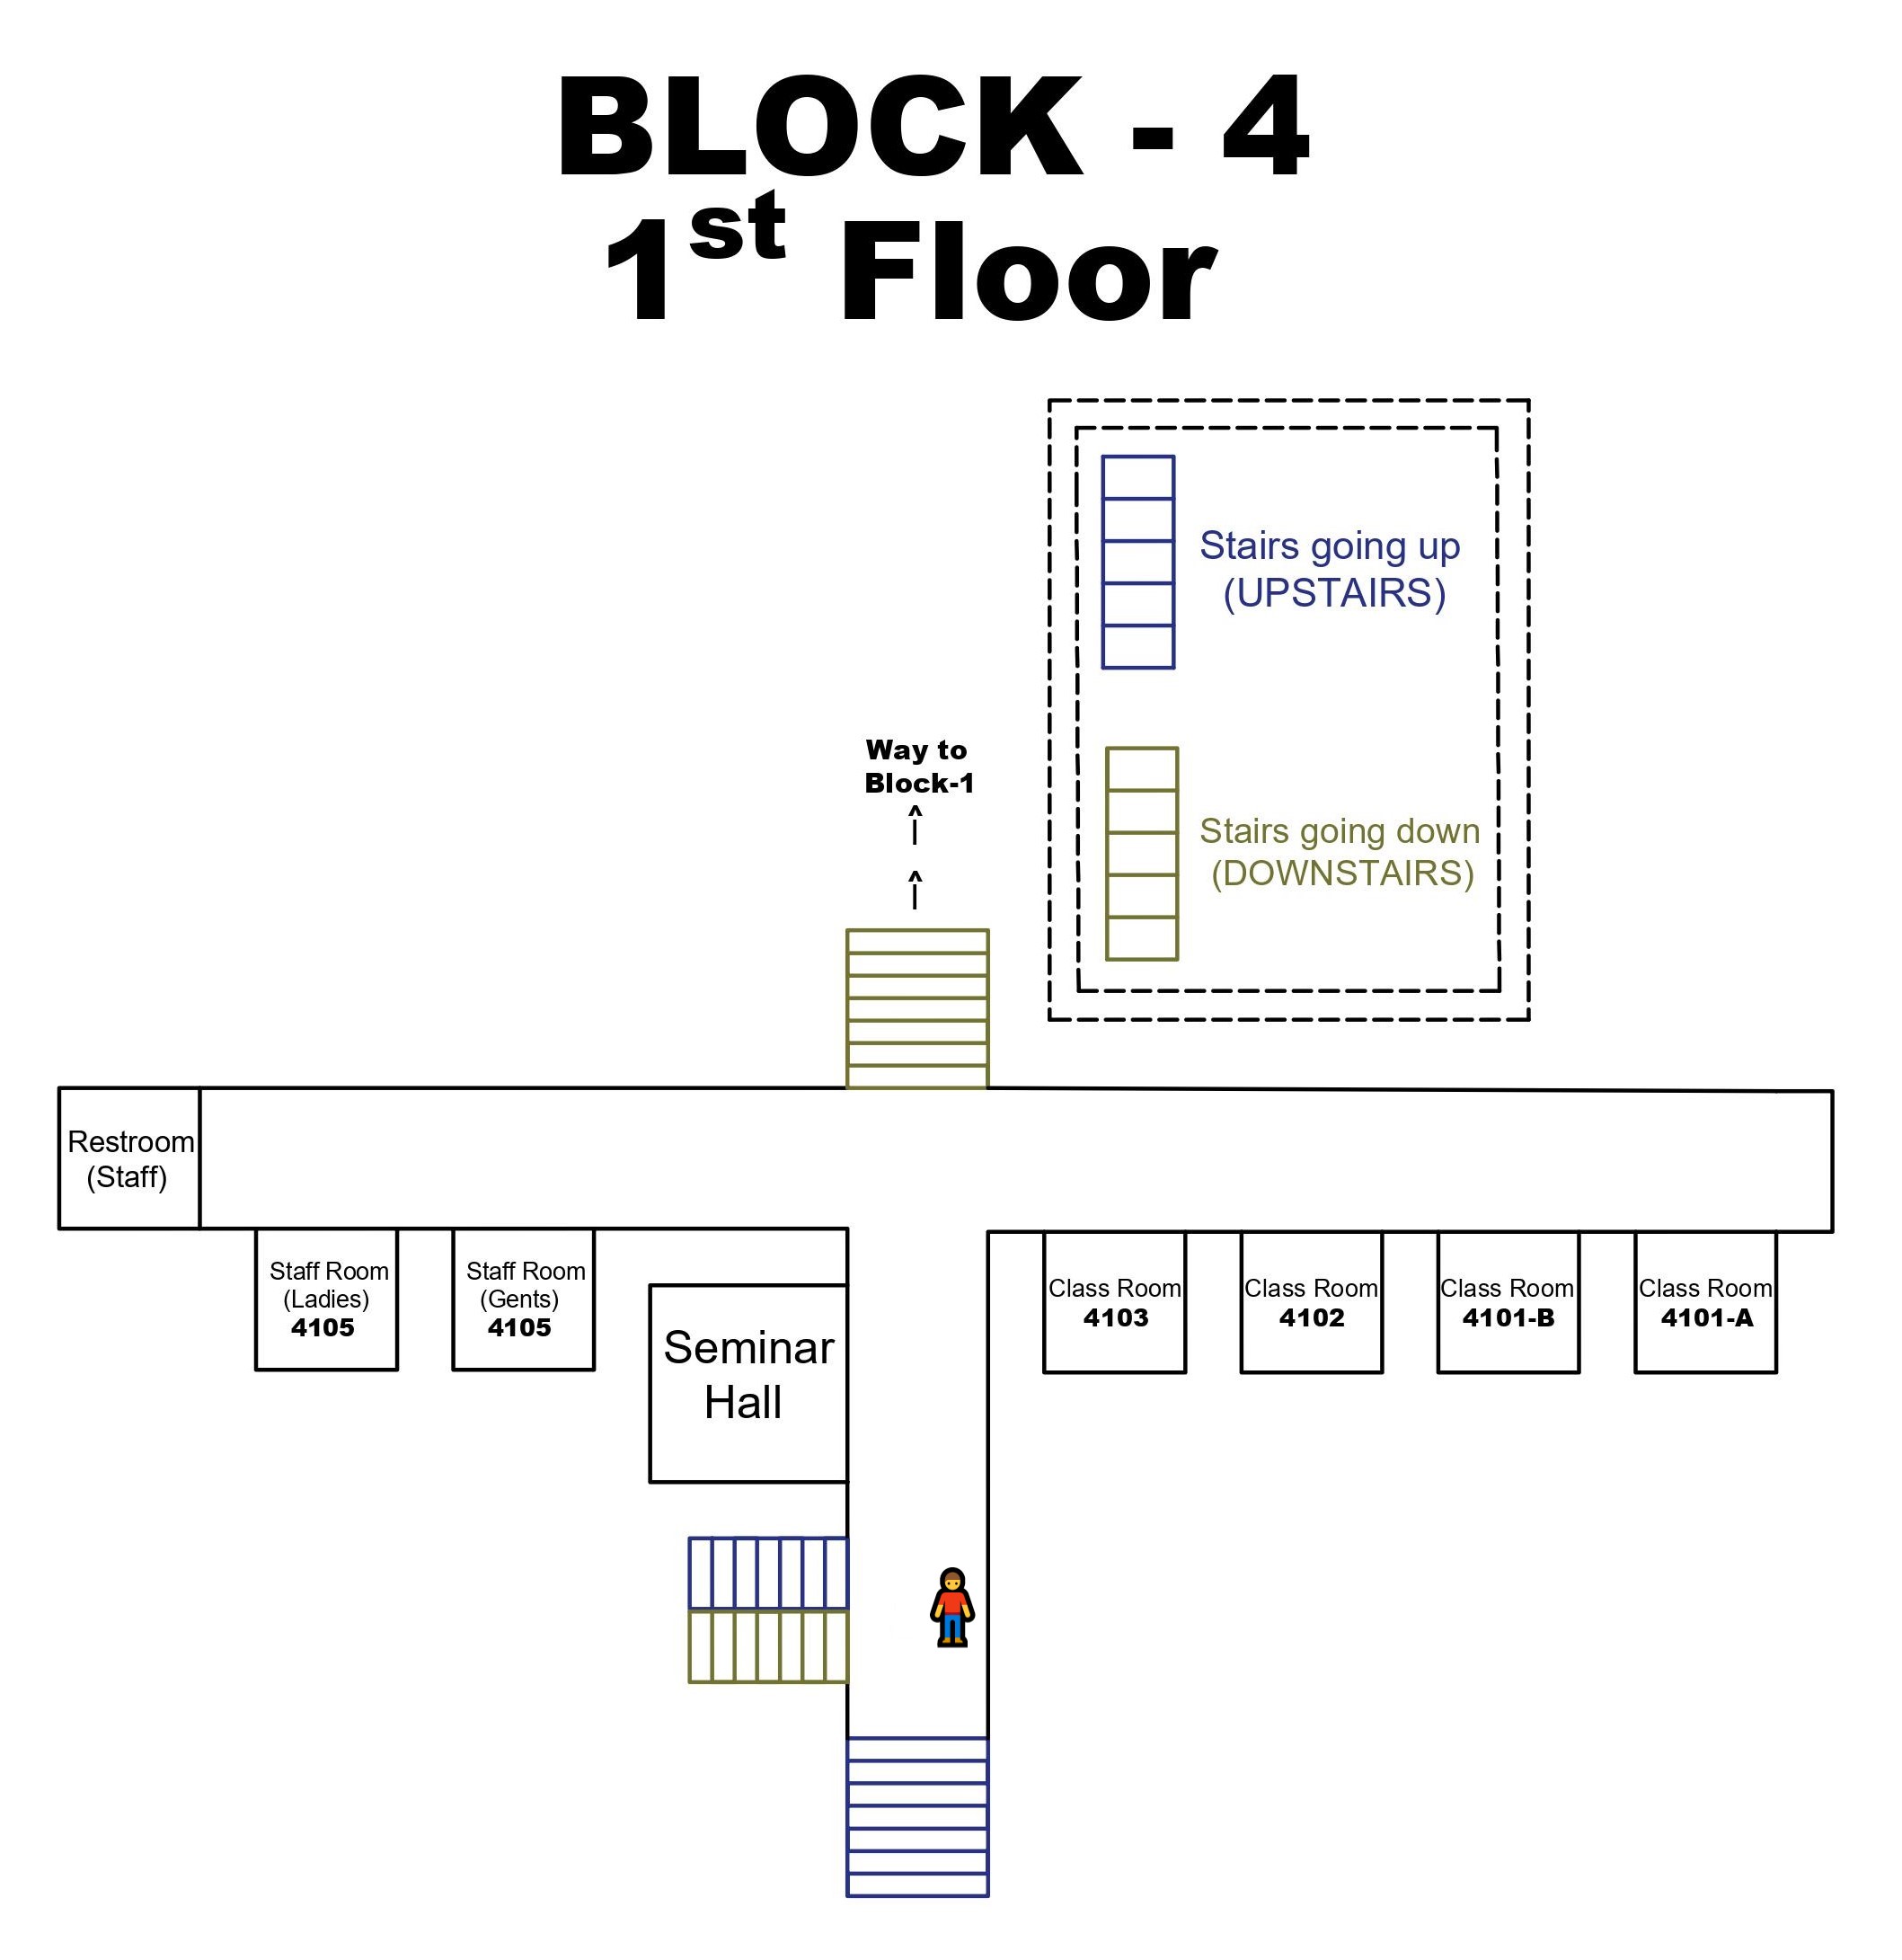 BLOCK - 4
1st Floor
Stairs going up
(UPSTAIRS)
Way to
Block-1
Stairs going down
(DOWNSTAIRS)
Restroom
(Staff)
Staff Room
(Ladies)
4105
Staff Room
(Gents)
4105
Seminar
Hall
Class Room
4103
Class Room
4102
Class Room
4101-B
Class Room
4101-A